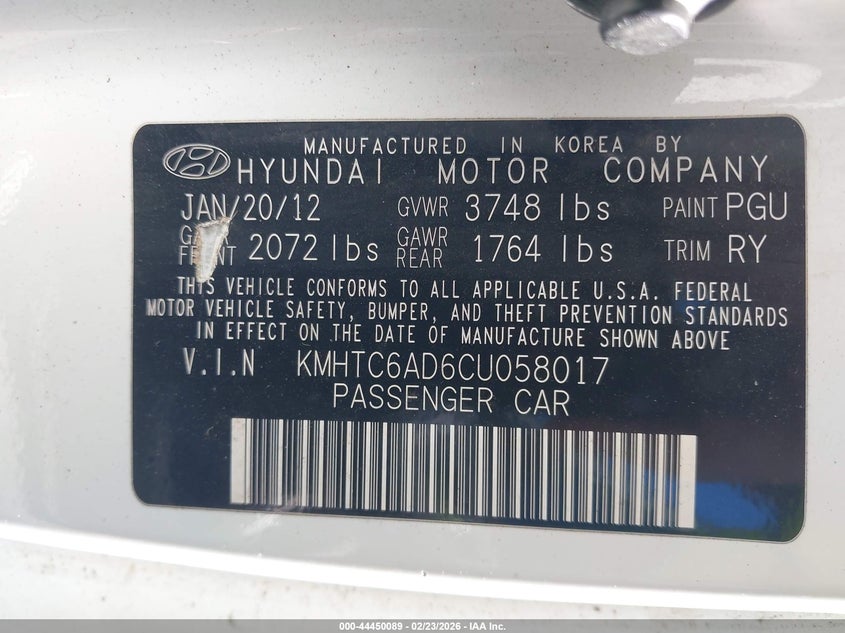 MANUFACTURED IN KOREA BY
HYUNDAI MOTOR COMPANY
JAN/20/12 GVWR 3748 lbs PAINT PGU
2072 lbs GAWR REAR 1764 lbs TRIM RY
THIS VEHICLE CONFORMS TO ALL APPLICABLE U.S.A. FEDERAL
MOTOR VEHICLE SAFETY, BUMPER, AND THEFT PREVENTION STANDARDS
IN EFFECT ON THE DATE OF MANUFACTURE SHOWN ABOVE
V.I.N KMHTC6AD6CU058017
PASSENGER CAR
000-44450089 - 02/23/2026 - IAA Inc.